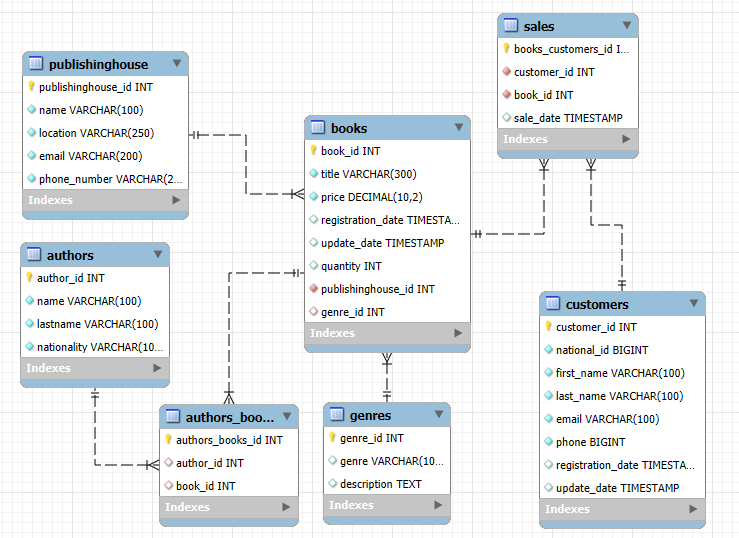 publishinghouse
publishinghouse_id INT
name VARCHAR(100)
location VARCHAR(250)
email VARCHAR(200)
phone_number VARCHAR(2...
Indexes
authors
author_id INT
name VARCHAR(100)
lastname VARCHAR(100)
nationality VARCHAR(10...
Indexes
authors_boo...
authors_books_id INT
author_id INT
book_id INT
Indexes
books
book_id INT
title VARCHAR(300)
price DECIMAL(10,2)
registration_date TIMESTA...
update_date TIMESTAMP
quantity INT
publishinghouse_id INT
genre_id INT
Indexes
genres
genre_id INT
genre VARCHAR(10...
description TEXT
Indexes
sales
books_customers_id I...
customer_id INT
book_id INT
sale_date TIMESTAMP
Indexes
customers
customer_id INT
national_id BIGINT
first_name VARCHAR(100)
last_name VARCHAR(100)
email VARCHAR(100)
phone BIGINT
registration_date TIMESTA...
update_date TIMESTAMP
Indexes